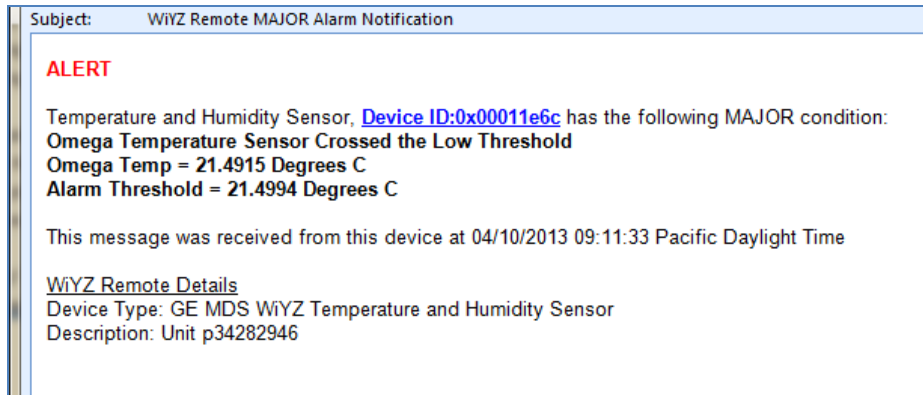 Subject: WiYZ Remote MAJOR Alarm Notification
ALERT
Temperature and Humidity Sensor, Device ID:0x00011e6c has the following MAJOR condition:
Omega Temperature Sensor Crossed the Low Threshold
Omega Temp = 21.4915 Degrees C
Alarm Threshold = 21.4994 Degrees C
This message was received from this device at 04/10/2013 09:11:33 Pacific Daylight Time
WiYZ Remote Details
Device Type: GE MDS WiYZ Temperature and Humidity Sensor
Description: Unit p34282946